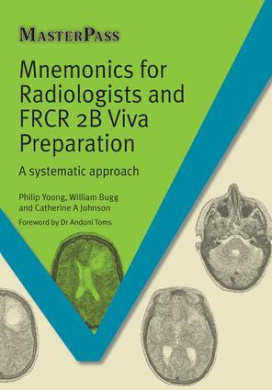 MASTERPASS
Mnemonics for
Radiologists and
FRCR 2B Viva
Preparation
A systematic approach
Philip Yoong, William Bugg
and Catherine A Johnson
Foreword by Dr Andoni Toms